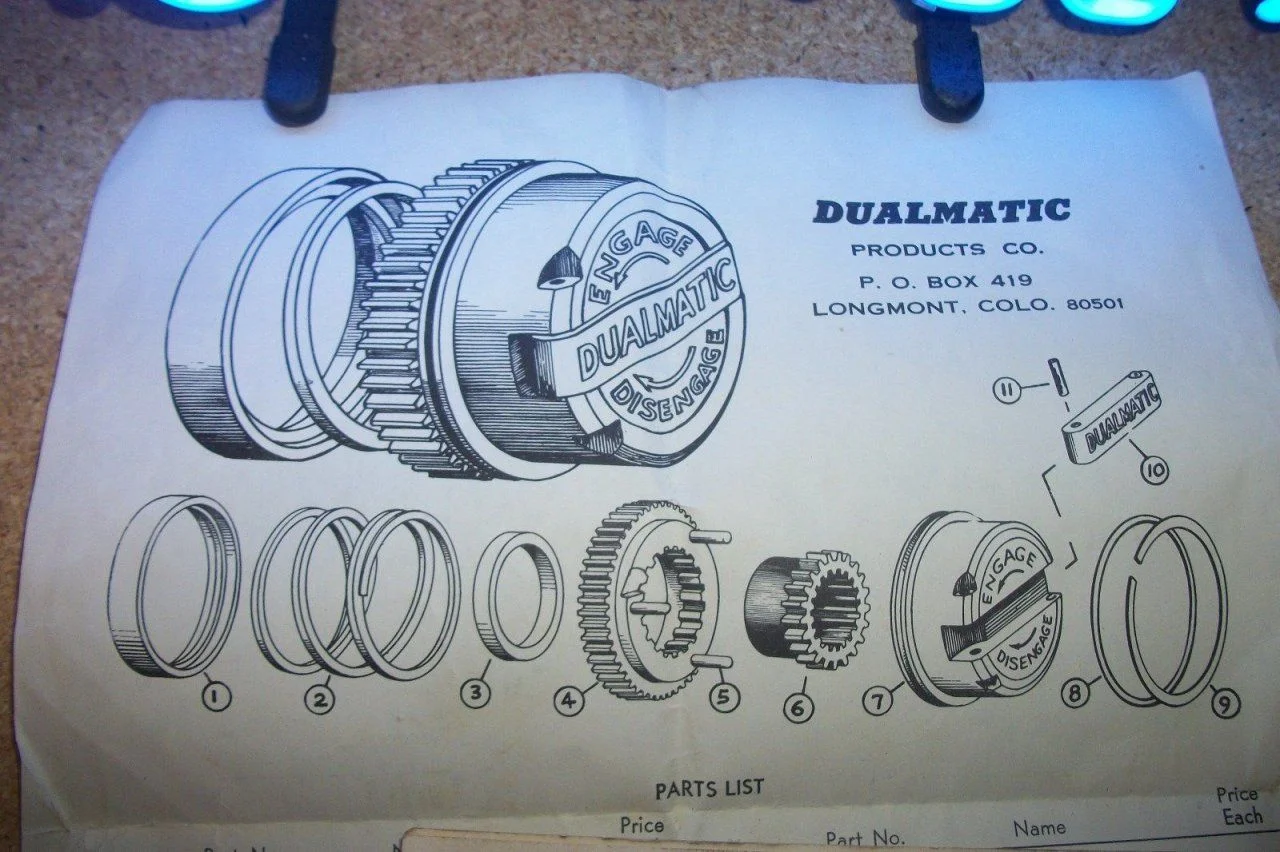 ENGAGE
DUALMATIC
DISENGAGE
DUALMATIC
PRODUCTS CO.
P. O. BOX 419
LONGMONT, COLO. 80501
11
DUALMATIC
10
ENGAGE
DISENGAGE
1
2
3
4
5
6
7
8
9
PARTS LIST
Price
Part No.
Name
Price
Each